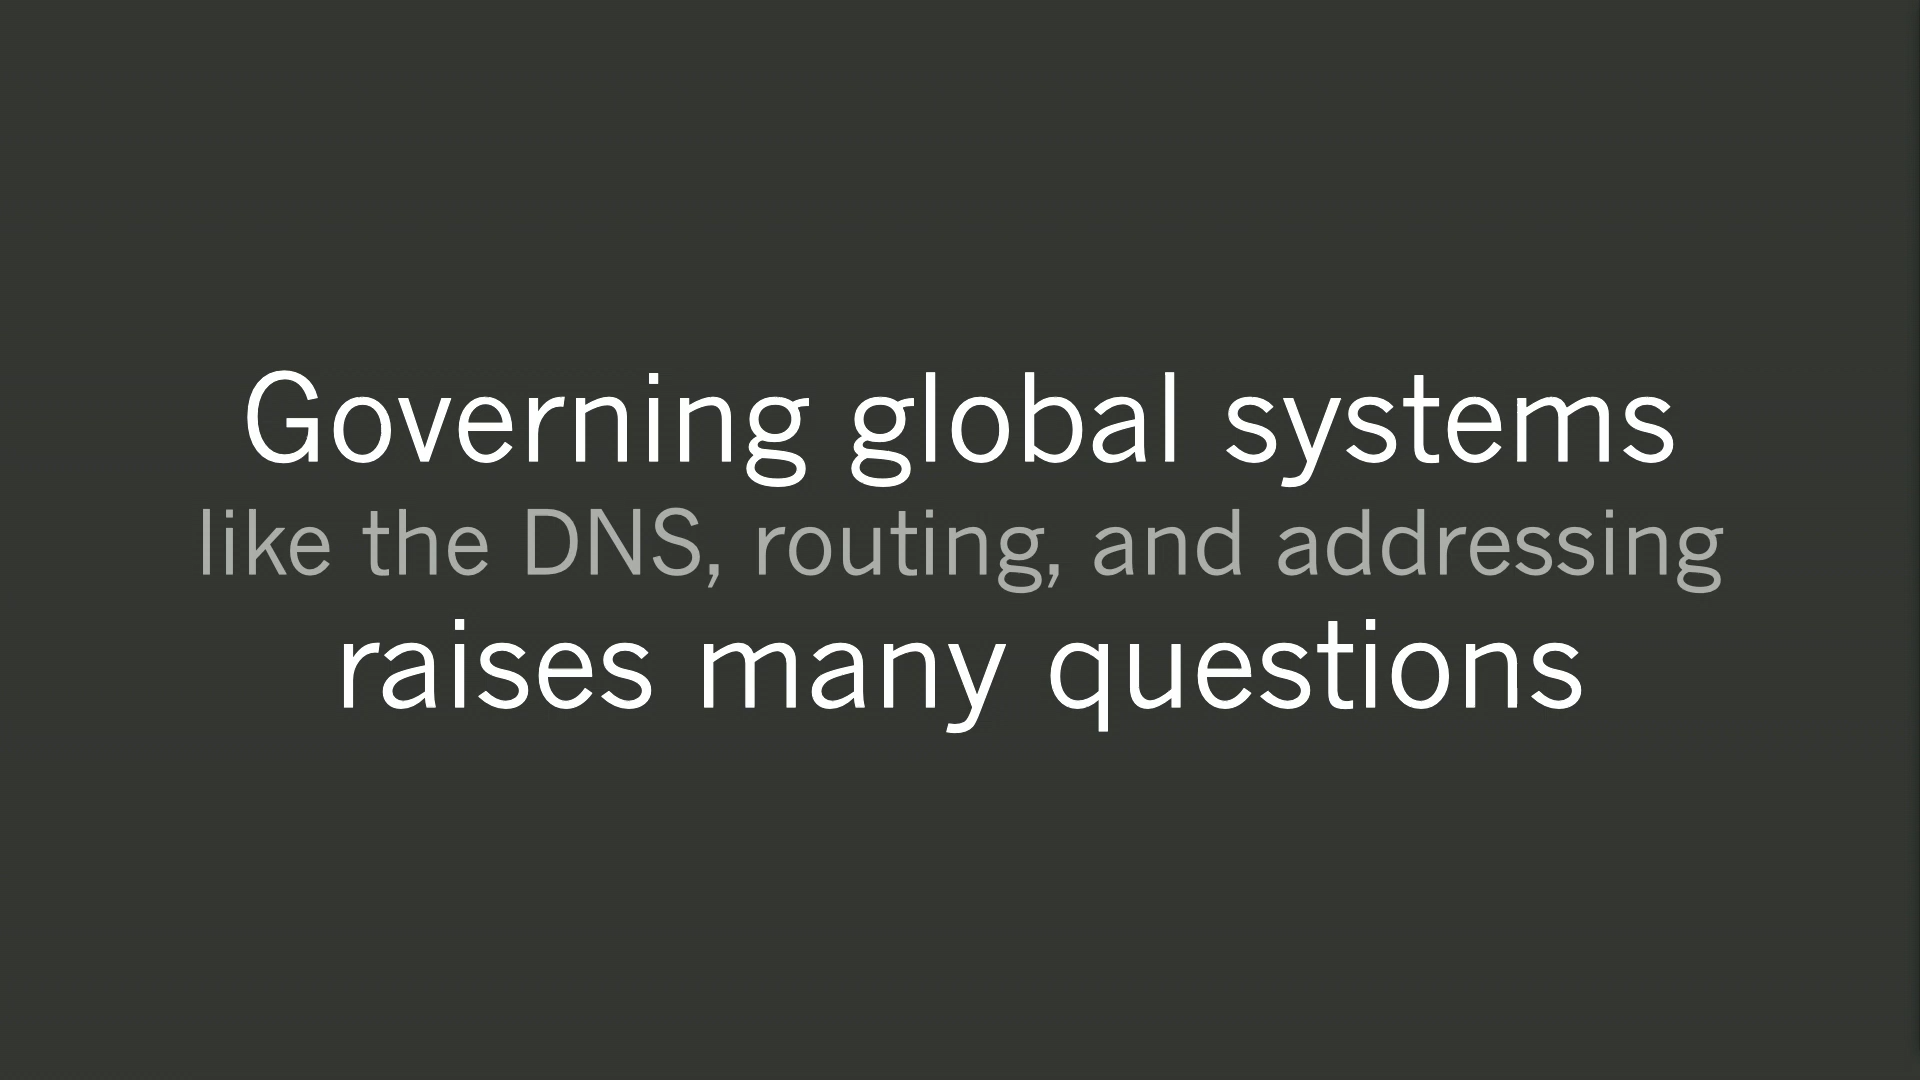 Governing global systems
like the DNS, routing, and addressing
raises many questions